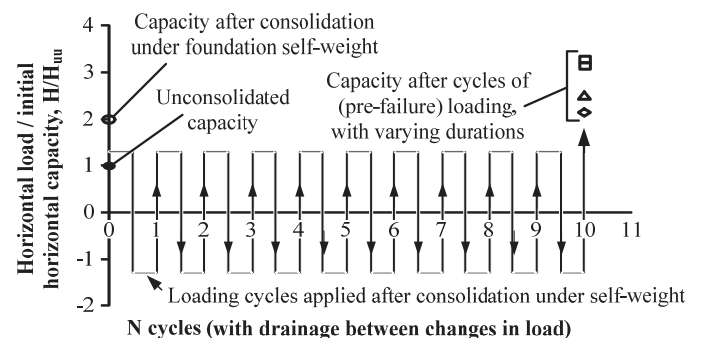 4
Capacity after consolidation
under foundation self-weight
3
Capacity after cycles of
(pre-failure) loading,
with varying durations
Unconsolidated
capacity
2
1
0
-1
-2
0 1 2 3 4 5 6 7 8 9 10 11
Loading cycles applied after consolidation under self-weight
Horizontal load / initial
horizontal capacity, H/Huu
N cycles (with drainage between changes in load)